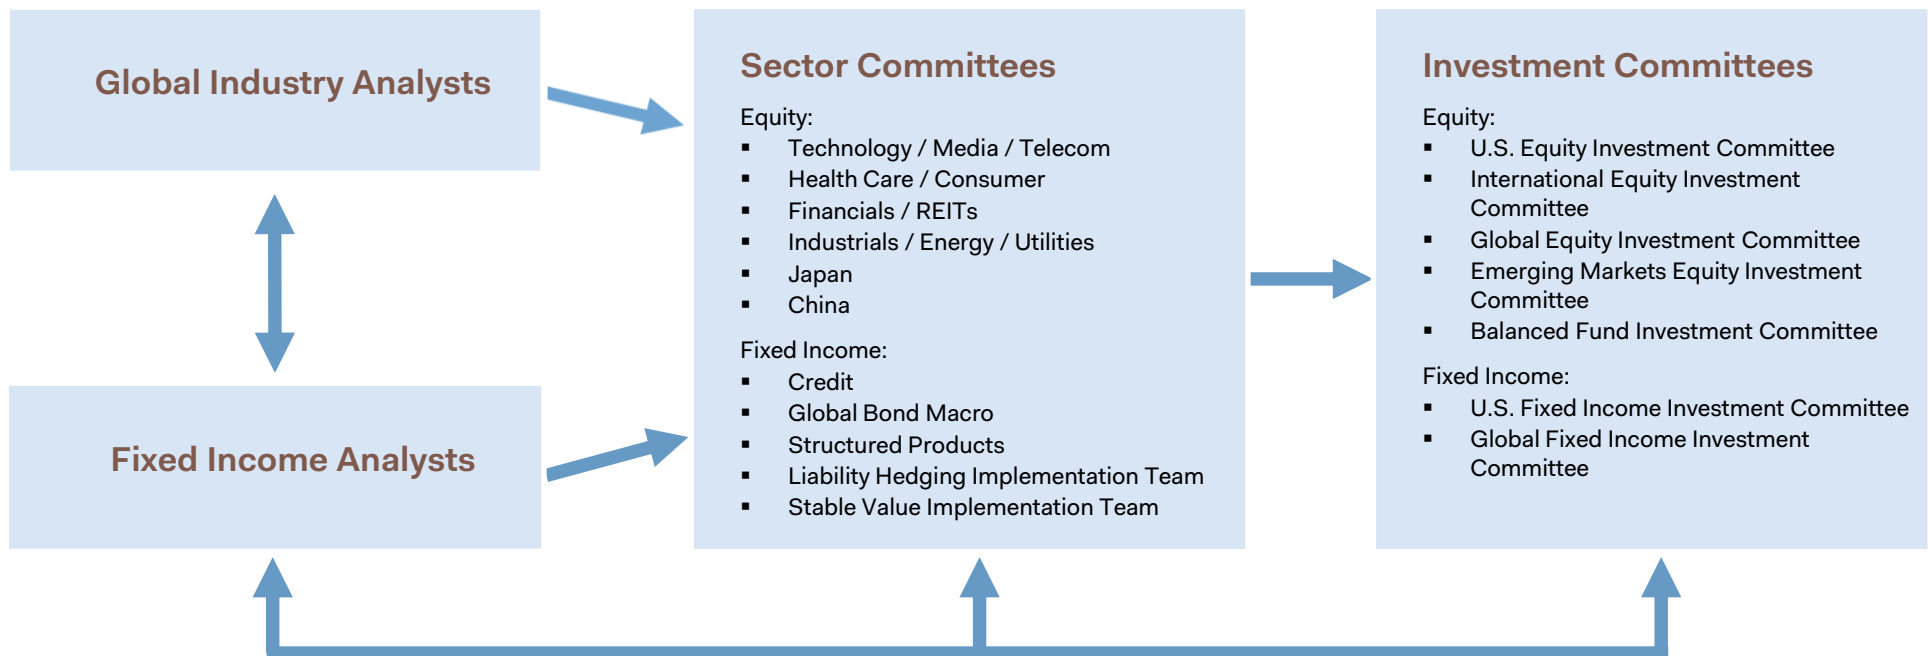 Global Industry Analysts
Fixed Income Analysts
Sector Committees
Equity:
▪ Technology / Media / Telecom
▪ Health Care / Consumer
▪ Financials / REITs
▪ Industrials / Energy / Utilities
▪ Japan
▪ China
Fixed Income:
▪ Credit
▪ Global Bond Macro
▪ Structured Products
▪ Liability Hedging Implementation Team
▪ Stable Value Implementation Team
Investment Committees
Equity:
▪ U.S. Equity Investment Committee
▪ International Equity Investment
Committee
▪ Global Equity Investment Committee
▪ Emerging Markets Equity Investment
Committee
▪ Balanced Fund Investment Committee
Fixed Income:
▪ U.S. Fixed Income Investment Committee
▪ Global Fixed Income Investment
Committee